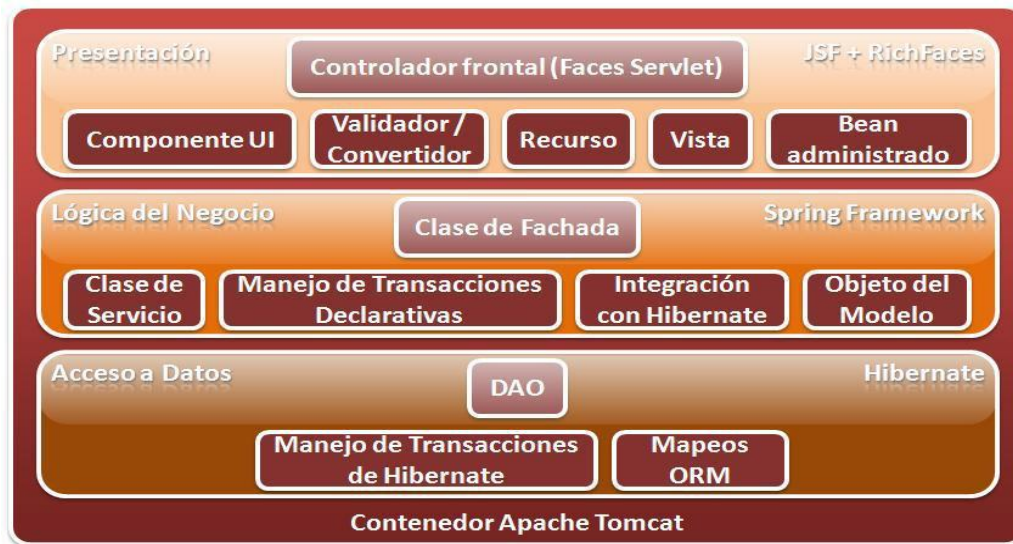 Presentación
JSF + RichFaces
Controlador frontal (Faces Servlet)
Componente UI
Validador /
Convertidor
Recurso
Vista
Bean
administrado
Lógica del Negocio
Spring Framework
Clase de Fachada
Clase de
Servicio
Manejo de Transacciones
Declarativas
Integración
con Hibernate
Objeto del
Modelo
Acceso a Datos
Hibernate
DAO
Manejo de Transacciones
de Hibernate
Mapeos
ORM
Contenedor Apache Tomcat